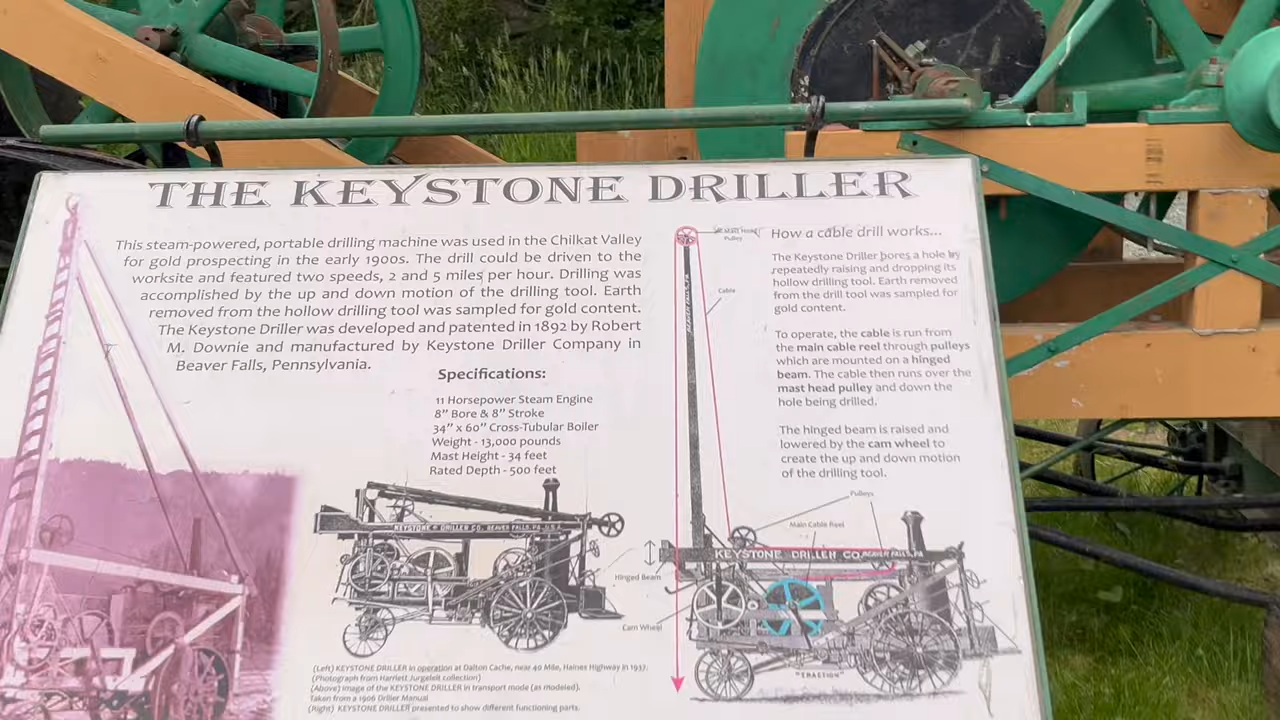 THE KEYSTONE DRILLER
This steam-powered, portable drilling machine was used in the Chilkat Valley
for gold prospecting in the early 1900s. The drill could be driven to the
worksite and featured two speeds, 2 and 5 miles per hour. Drilling was
accomplished by the up and down motion of the drilling tool. Earth
removed from the hollow drilling tool was sampled for gold content.
The Keystone Driller was developed and patented in 1892 by Robert
M. Downie and manufactured by Keystone Driller Company in
Beaver Falls, Pennsylvania.
Specifications:
11 Horsepower Steam Engine
8" Bore & 8" Stroke
34" x 60" Cross-Tubular Boiler
Weight - 13,000 pounds
Mast Height - 34 feet
Rated Depth - 500 feet
KEYSTONE DRILLER CO. BEAVER FALLS, PA. U.S.A.
(Left) KEYSTONE DRILLER in operation at Dalton Cache, near 40 Mile, Haines Highway in 1937.
(Photograph from Harriett Jurgeleit collection)
(Above) Image of the KEYSTONE DRILLER in transport mode (as modeled).
Taken from a 1906 Driller Manual
(Right) KEYSTONE DRILLER presented to show different functioning parts.
How a cable drill works...
The Keystone Driller bores a hole by
repeatedly raising and dropping its
hollow drilling tool. Earth removed
from the drill tool was sampled for
gold content.
To operate, the cable is run from
the main cable reel through pulleys
which are mounted on a hinged
beam. The cable then runs over the
mast head pulley and down the
hole being drilled.
The hinged beam is raised and
lowered by the cam wheel to
create the up and down motion
of the drilling tool.
Mast Head
Pulley
Cable
Pulleys
Main Cable Reel
Hinged Beam
Cam Wheel
KEYSTONE DRILLER CO. BEAVER FALLS, PA.
"TRACTION"